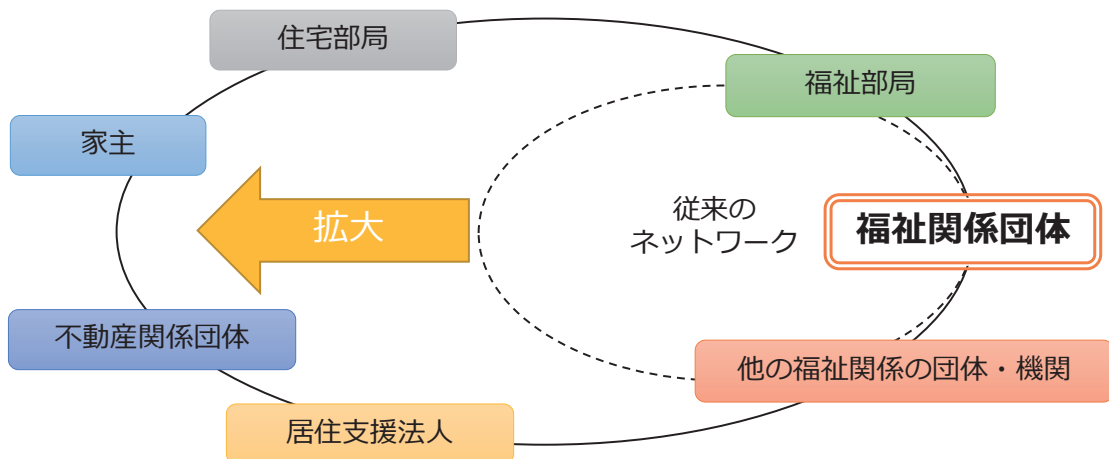 住宅部局
福祉部局
家主
従来の
ネットワーク
拡大
福祉関係団体
不動産関係団体
他の福祉関係の団体・機関
居住支援法人